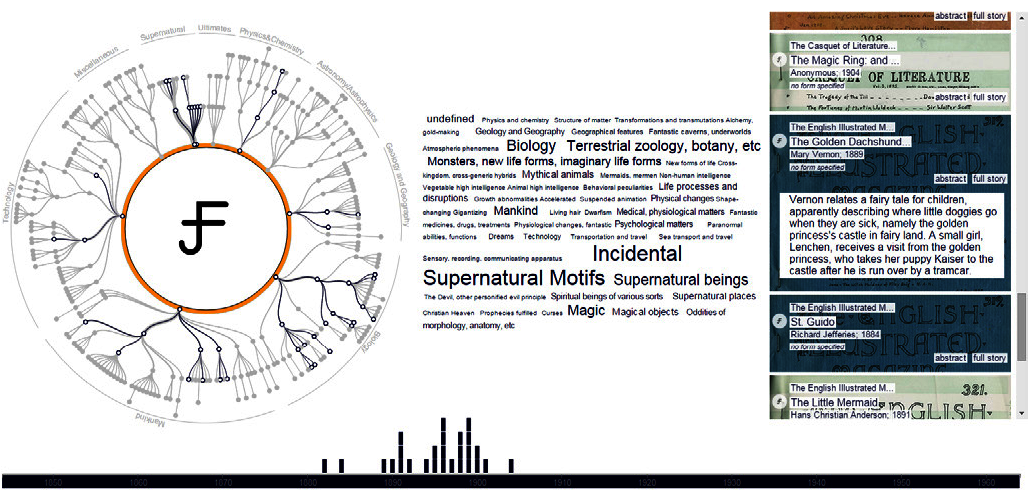 Miscellaneous
Supernatural
Ultimates
Physics&Chemistry
Astronomy/Astrophysics
Geology and Geography
Biology
Mankind
Technology
undefined Physics and chemistry Structure of matter Transformations and transmutations Alchemy,
gold-making Geology and Geography Geographical features Fantastic caverns, underworlds
Atmospheric phenomena Biology Terrestrial zoology, botany, etc
Monsters, new life forms, imaginary life forms New forms of life Cross-
kingdom, cross-generic hybrids Mythical animals Mermaids, mermen Non-human intelligence
Vegetable high intelligence Animal high intelligence Behavioral peculiarities Life processes and
disruptions Growth abnormalities Accelerated Suspended animation Physical changes Shape-
changing Gigantizing Mankind Living hair Dwarfism Medical, physiological matters Fantastic
medicines, drugs, treatments Physiological changes, fantastic Psychological matters Paranormal
abilities, functions Dreams Technology Transportation and travel Sea transport and travel
Sensory, recording, communicating apparatus Incidental
Supernatural Motifs Supernatural beings
The Devil, other personified evil principle Spiritual beings of various sorts Supernatural places
Christian Heaven Prophecies fulfilled Curses Magic Magical objects Oddities of
morphology, anatomy, etc
abstract full story
308
The Casquet of Literature...
The Magic Ring: and ...
Anonymous; 1904
CASQUET OF LITERATURE
no form specified
abstract full story
The English Illustrated M...
The Golden Dachshund...
Mary Vernon; 1889
no form specified
abstract full story
Vernon relates a fairy tale for children,
apparently describing where little doggies go
when they are sick, namely the golden
princess's castle in fairy land. A small girl,
Lenchen, receives a visit from the golden
princess, who takes her puppy Kaiser to the
castle after he is run over by a tramcar.
The English Illustrated M...
St. Guido
Richard Jefferies; 1884
no form specified
abstract full story
The English Illustrated M...
321.
The Little Mermaid
ENGLISH
Hans Christian Anderson; 1891
1850 1860 1870 1880 1890 1900 1910 1920 1930 1940 1950 1960